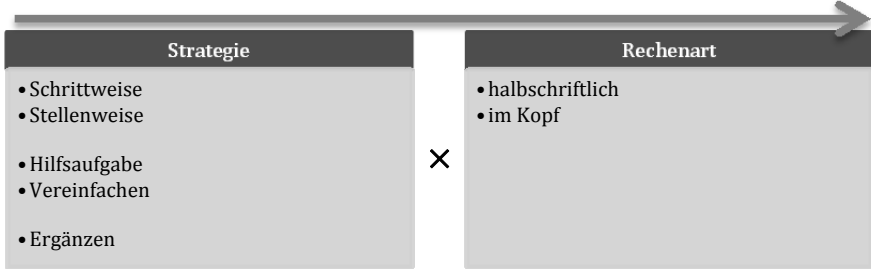 Strategie
• Schrittweise
• Stellenweise
• Hilfsaufgabe
• Vereinfachen
• Ergänzen
×
Rechenart
• halbschriftlich
• im Kopf